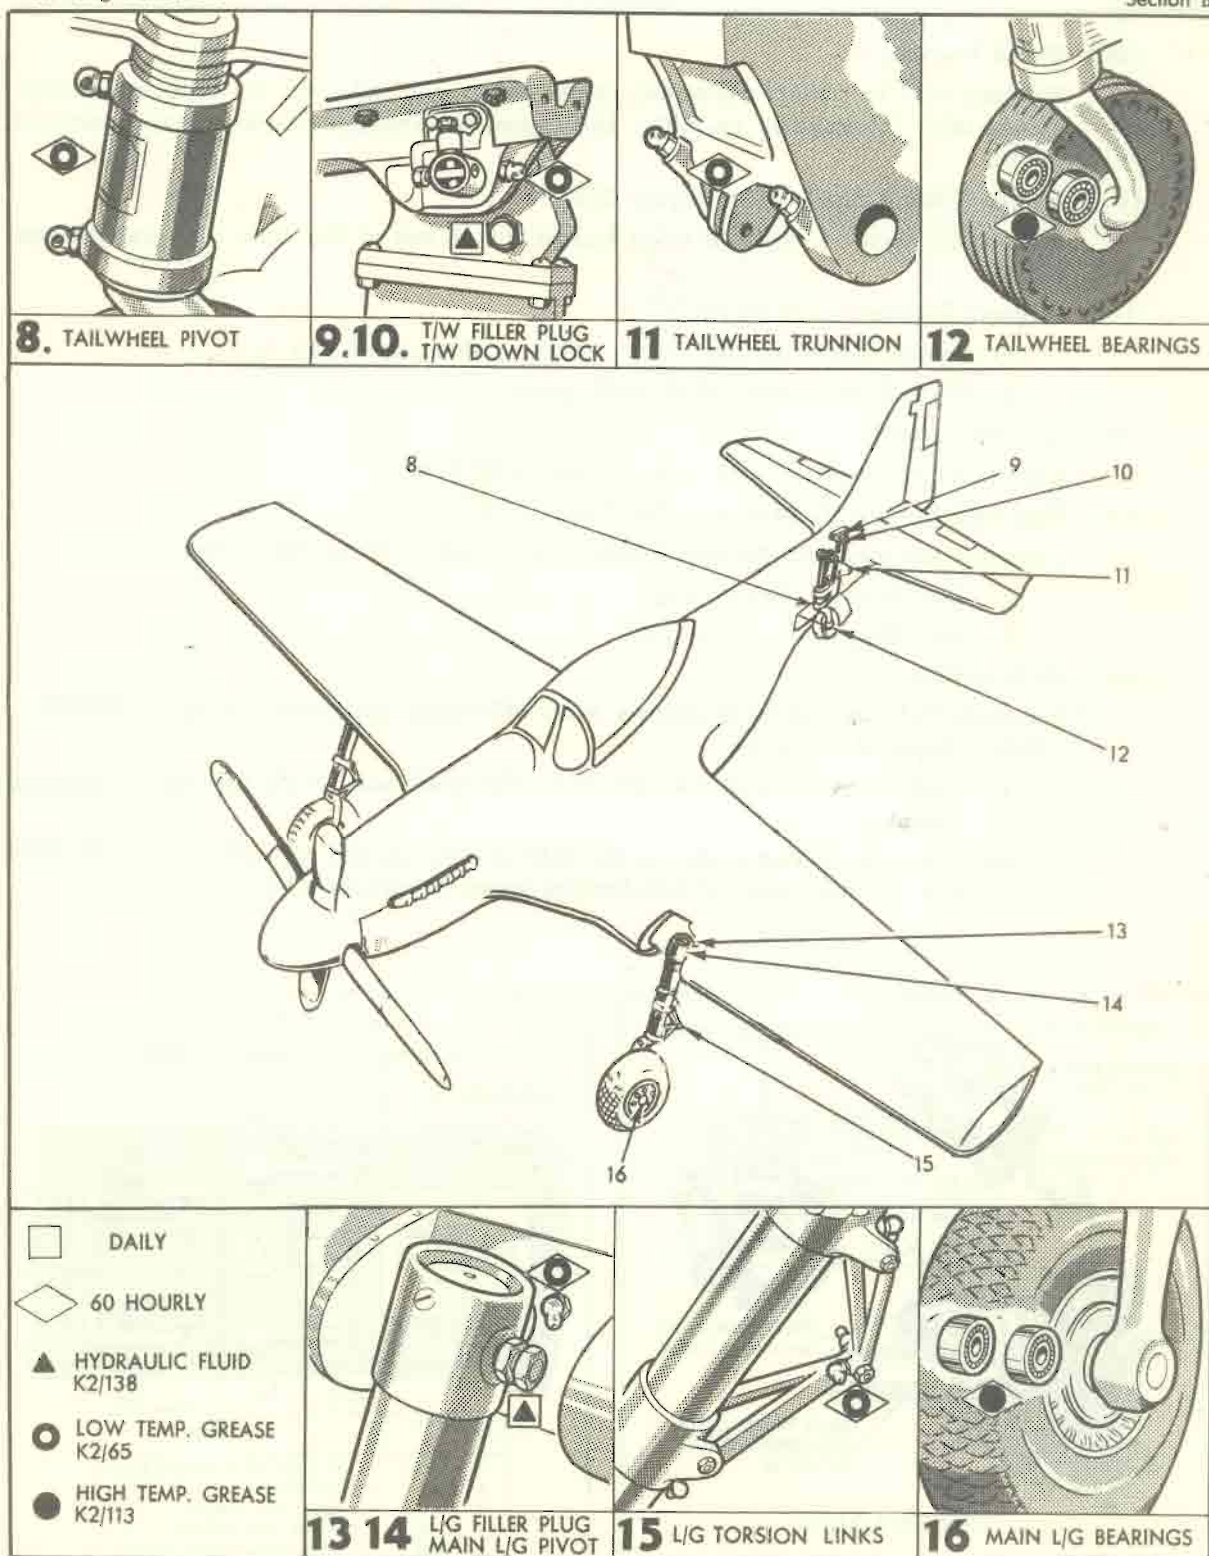 8. TAILWHEEL PIVOT
9.10. T/W FILLER PLUG
T/W DOWN LOCK
11 TAILWHEEL TRUNNION
12 TAILWHEEL BEARINGS
8
9
10
11
12
13
14
15
16
DAILY
60 HOURLY
HYDRAULIC FLUID
K2/138
LOW TEMP. GREASE
K2/65
HIGH TEMP. GREASE
K2/113
13 14 L/G FILLER PLUG
MAIN L/G PIVOT
15 L/G TORSION LINKS
16 MAIN L/G BEARINGS